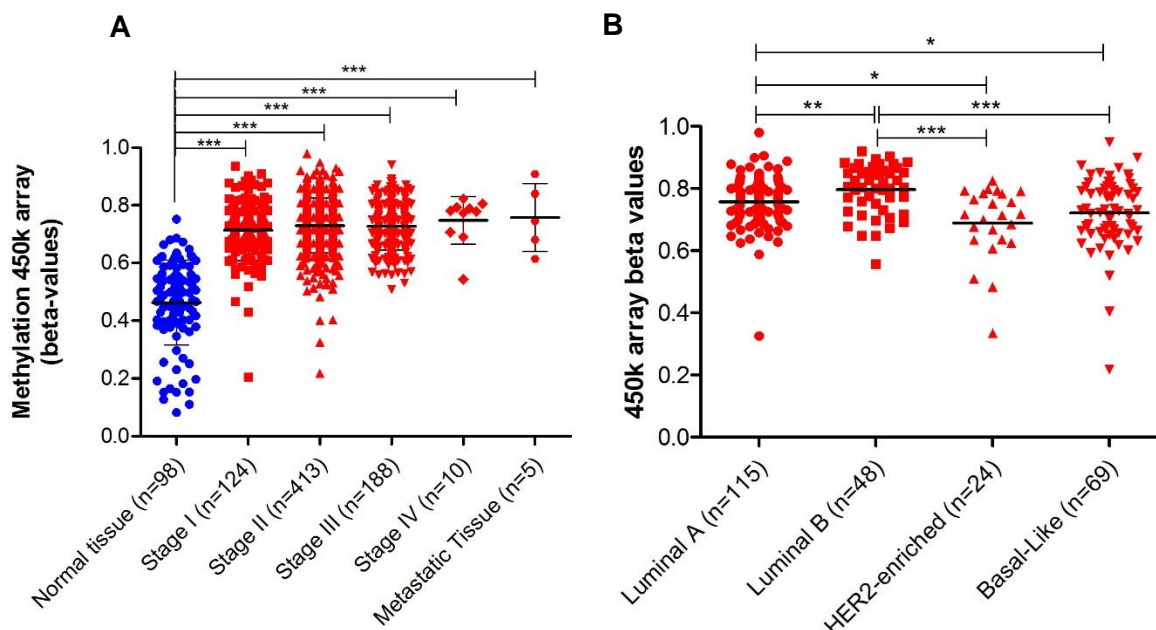 A
***
***
***
***
***
Methylation 450k array
(beta-values)
1.0
0.8
0.6
0.4
0.2
0.0
Normal tissue (n=98)
Stage I (n=124)
Stage II (n=413)
Stage III (n=188)
Stage IV (n=10)
Metastatic Tissue (n=5)
B
*
*
**
***
***
450k array beta values
1.0
0.8
0.6
0.4
0.2
0.0
Luminal A (n=115)
Luminal B (n=48)
HER2-enriched (n=24)
Basal-Like (n=69)